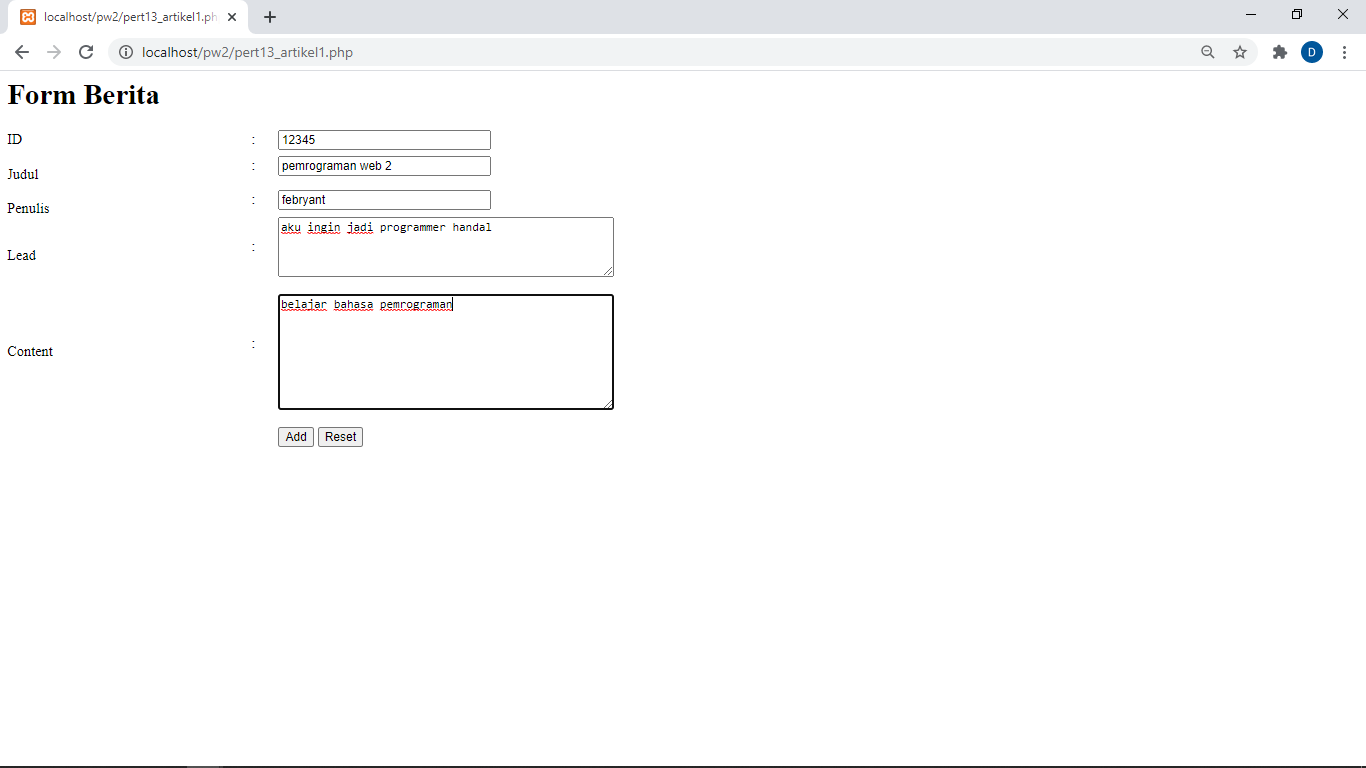 localhost/pw2/pert13_artikel1.ph
localhost/pw2/pert13_artikel1.php
D
Form Berita
ID : 12345
Judul : pemrograman web 2
Penulis : febryant
Lead : aku ingin jadi programmer handal
Content : belajar bahasa pemrograman
Add Reset